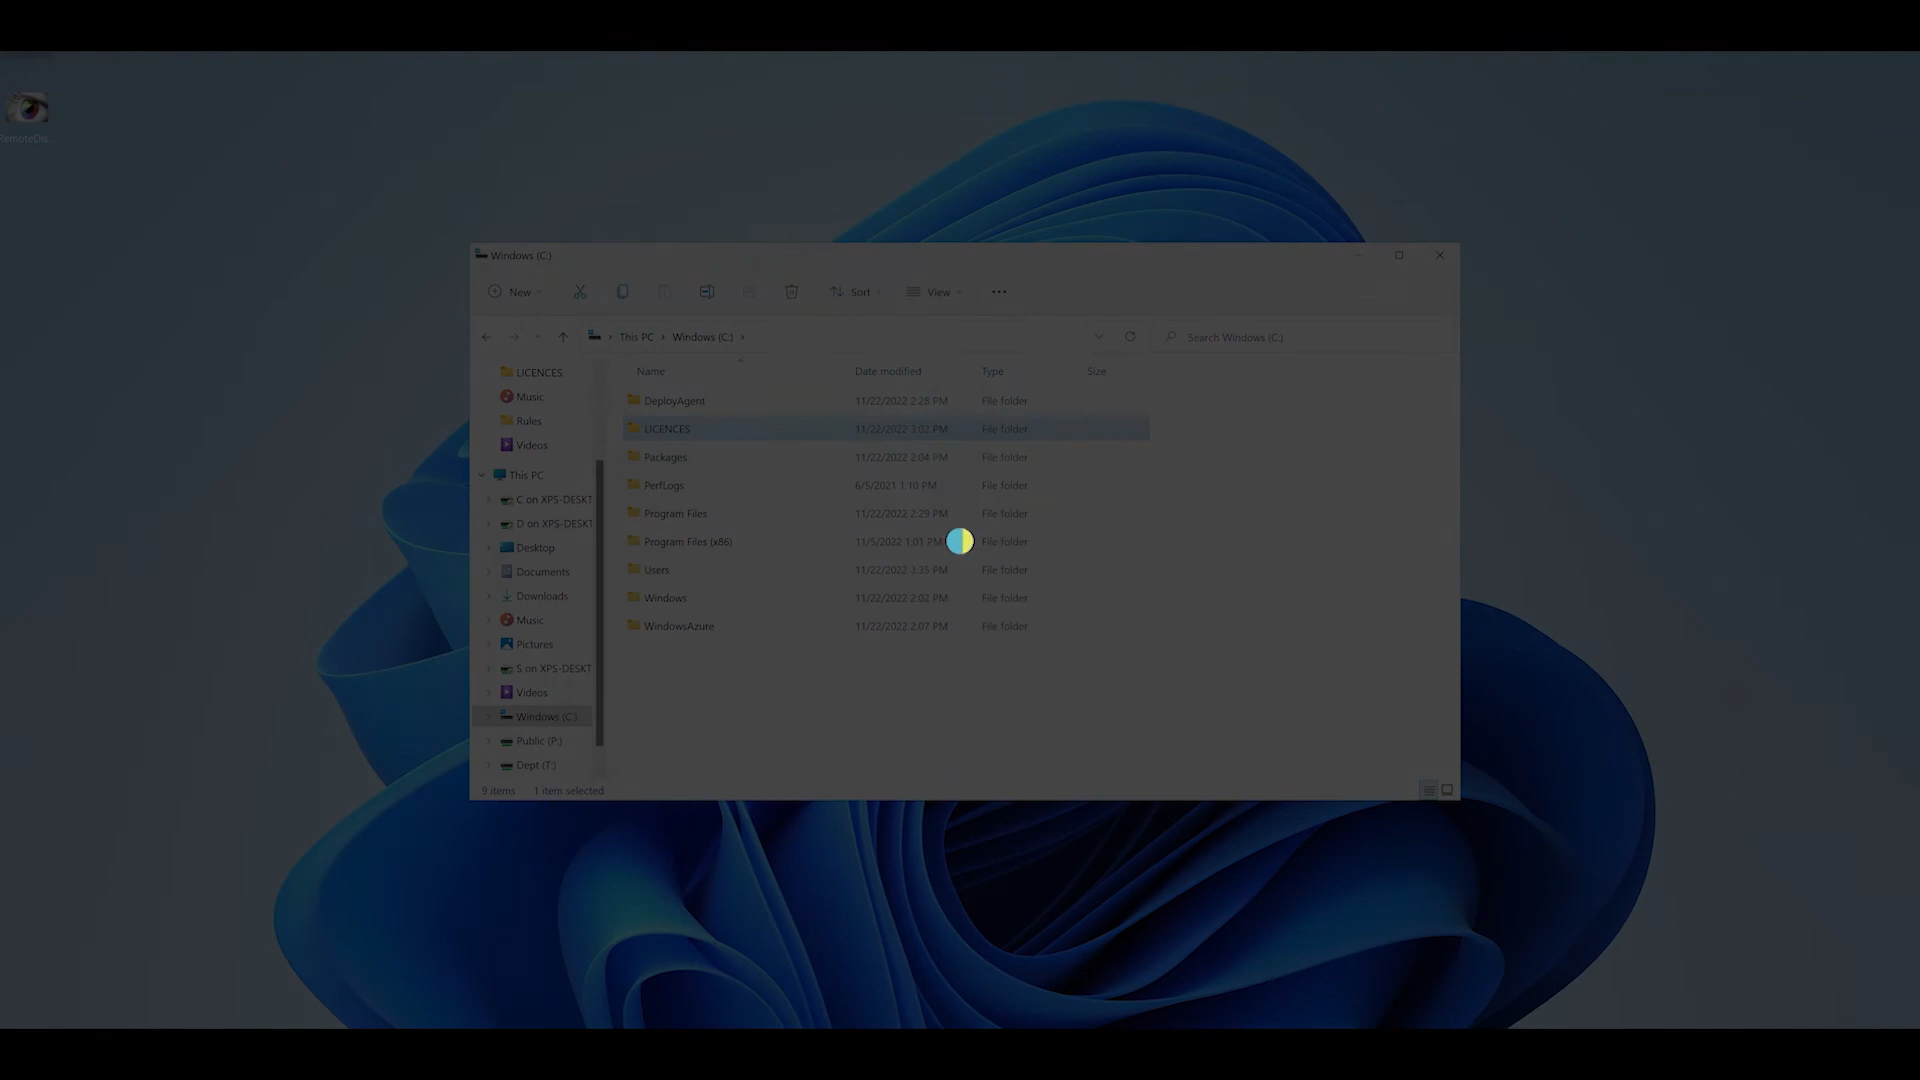 RemoteDis...
Windows (C:)
New
Sort
View
This PC > Windows (C:) >
Search Windows (C:)
LICENCES
Music
Rules
Videos
This PC
C on XPS-DESKT
D on XPS-DESKT
Desktop
Documents
Downloads
Music
Pictures
S on XPS-DESKT
Videos
Windows (C:)
Public (P:)
Dept (T:)
Name Date modified Type Size
DeployAgent 11/22/2022 2:28 PM File folder
LICENCES 11/22/2022 3:02 PM File folder
Packages 11/22/2022 2:04 PM File folder
PerfLogs 6/5/2021 1:10 PM File folder
Program Files 11/22/2022 2:29 PM File folder
Program Files (x86) 11/5/2022 1:01 PM File folder
Users 11/22/2022 3:35 PM File folder
Windows 11/22/2022 2:02 PM File folder
WindowsAzure 11/22/2022 2:07 PM File folder
9 items 1 item selected